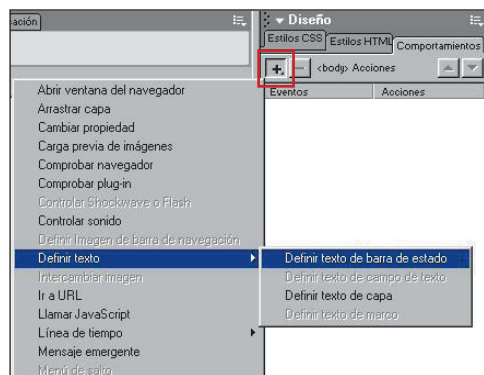 ación
Diseño
Estilos CSS Estilos HTML Comportamientos
<body> Acciones
Eventos Acciones
Abrir ventana del navegador
Arrastrar capa
Cambiar propiedad
Carga previa de imágenes
Comprobar navegador
Comprobar plug-in
Controlar Shockwave o Flash
Controlar sonido
Definir Imagen de barra de navegación
Definir texto
Intercambiar imagen
Ir a URL
Llamar JavaScript
Línea de tiempo
Mensaje emergente
Menú de salto
Definir texto de barra de estado
Definir texto de campo de texto
Definir texto de capa
Definir texto de marco